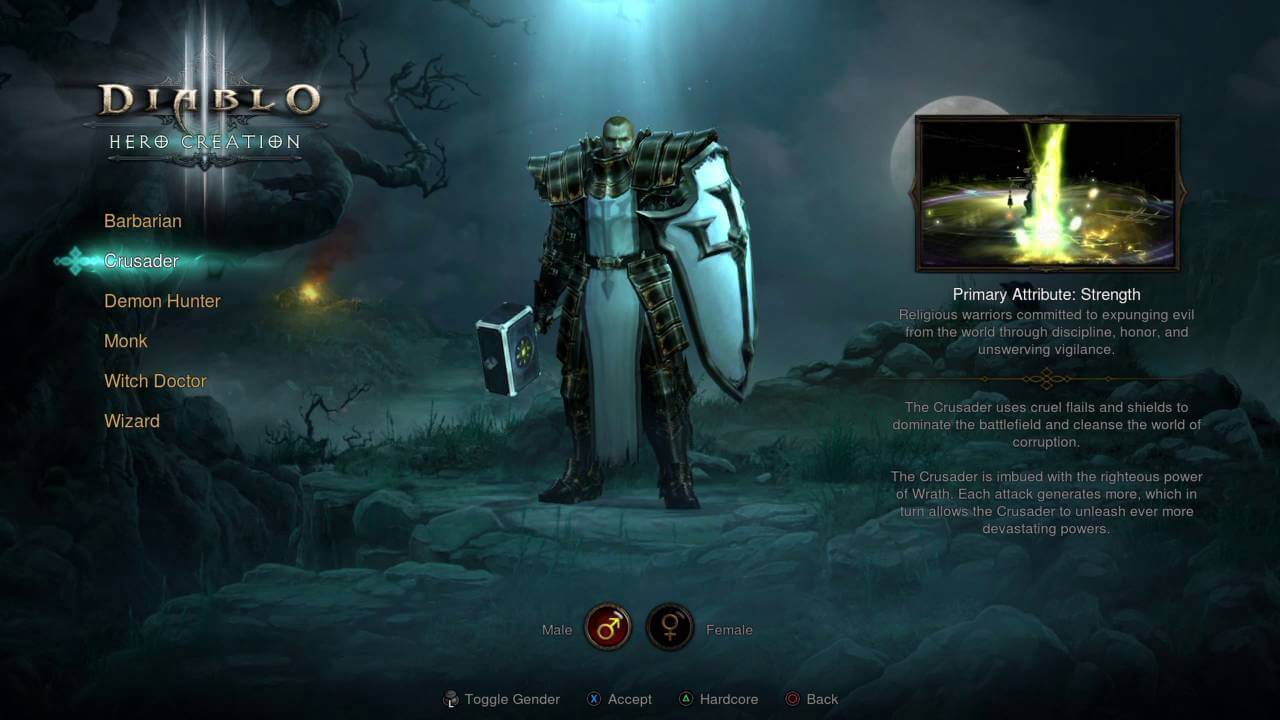 DIABLO
HERO CREATION
Barbarian
Crusader
Demon Hunter
Monk
Witch Doctor
Wizard
Primary Attribute: Strength
Religious warriors committed to expunging evil
from the world through discipline, honor, and
unswerving vigilance.
The Crusader uses cruel flails and shields to
dominate the battlefield and cleanse the world of
corruption.
The Crusader is imbued with the righteous power
of Wrath. Each attack generates more, which in
turn allows the Crusader to unleash ever more
devastating powers.
Male
Female
L Toggle Gender X Accept Hardcore Back